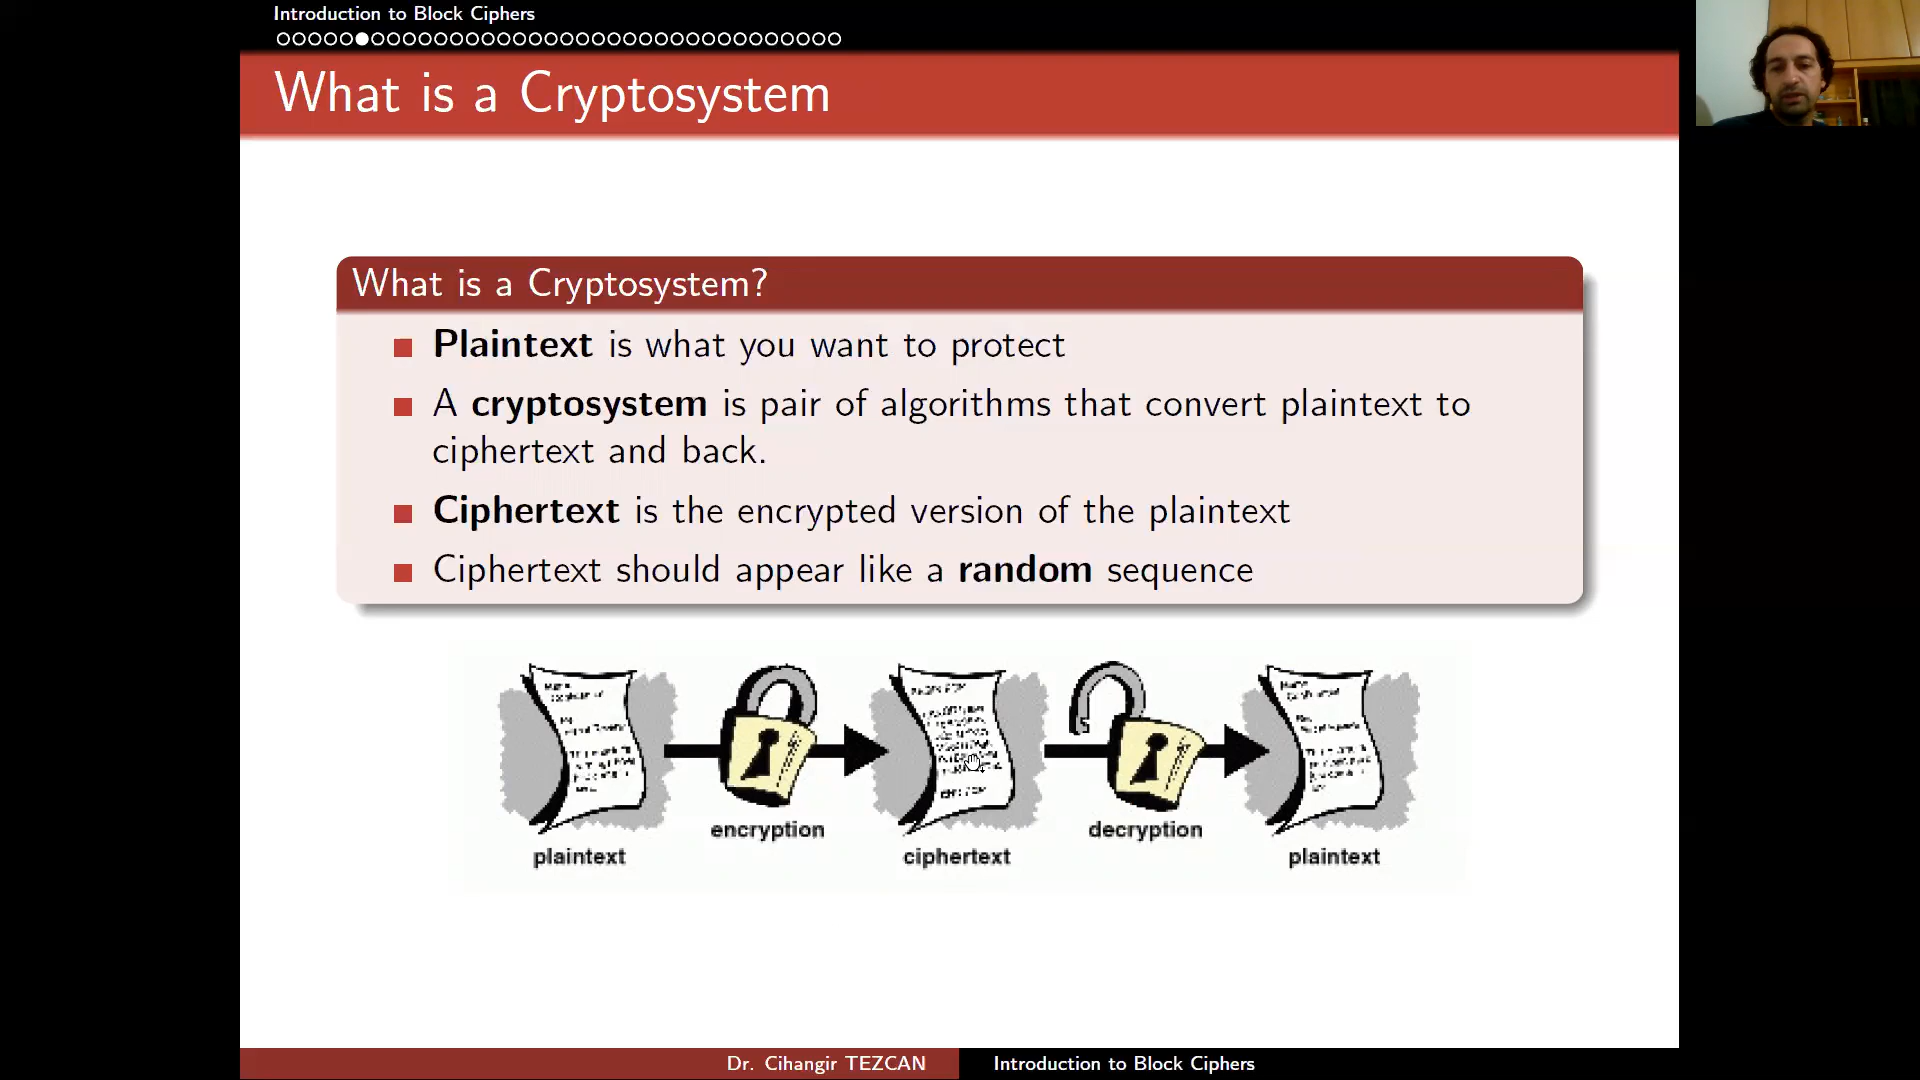 Introduction to Block Ciphers
What is a Cryptosystem
What is a Cryptosystem?
Plaintext is what you want to protect
A cryptosystem is pair of algorithms that convert plaintext to
ciphertext and back.
Ciphertext is the encrypted version of the plaintext
Ciphertext should appear like a random sequence
encryption
decryption
plaintext
ciphertext
plaintext
Dr. Cihangir TEZCAN
Introduction to Block Ciphers